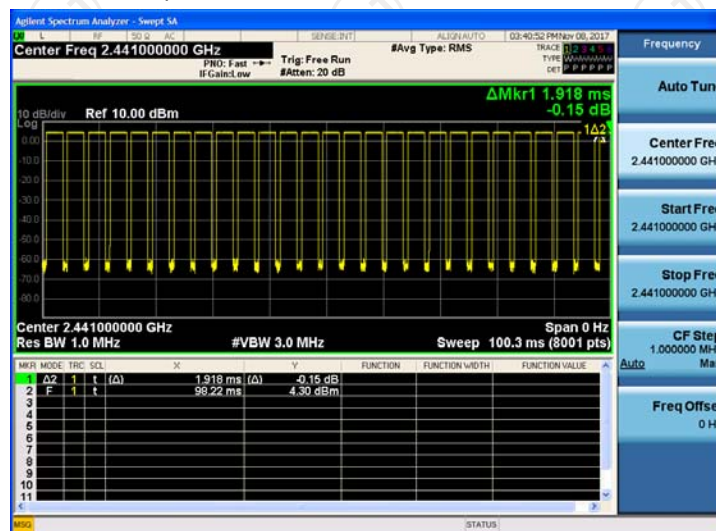 Agilent Spectrum Analyzer - Swept SA
L RF 50 Ω AC SENSE:INT ALIGN AUTO 03:40:52 PM Nov 08, 2017
Center Freq 2.441000000 GHz #Avg Type: RMS TRACE 1 2 3 4 5 6
PNO: Fast Trig: Free Run TYPE
IFGain:Low #Atten: 20 dB DET P P P P P P
ΔMkr1 1.918 ms
-0.15 dB
10 dB/div Ref 10.00 dBm
Log
1Δ2
0.00
-10.0
-20.0
-30.0
-40.0
-50.0
-60.0
-70.0
-80.0
Center 2.441000000 GHz Span 0 Hz
Res BW 1.0 MHz #VBW 3.0 MHz Sweep 100.3 ms (8001 pts)
MKR MODE TRC SCL X Y FUNCTION FUNCTION WIDTH FUNCTION VALUE
1 Δ2 1 t (Δ) 1.918 ms (Δ) -0.15 dB
2 F 1 t 98.22 ms 4.30 dBm
3
4
5
6
7
8
9
10
11
MSG STATUS
Frequency
Auto Tun
Center Fre
2.441000000 GH
Start Fre
2.441000000 GH
Stop Fre
2.441000000 GH
CF Step
1.000000 MH
Auto Ma
Freq Offse
0 H